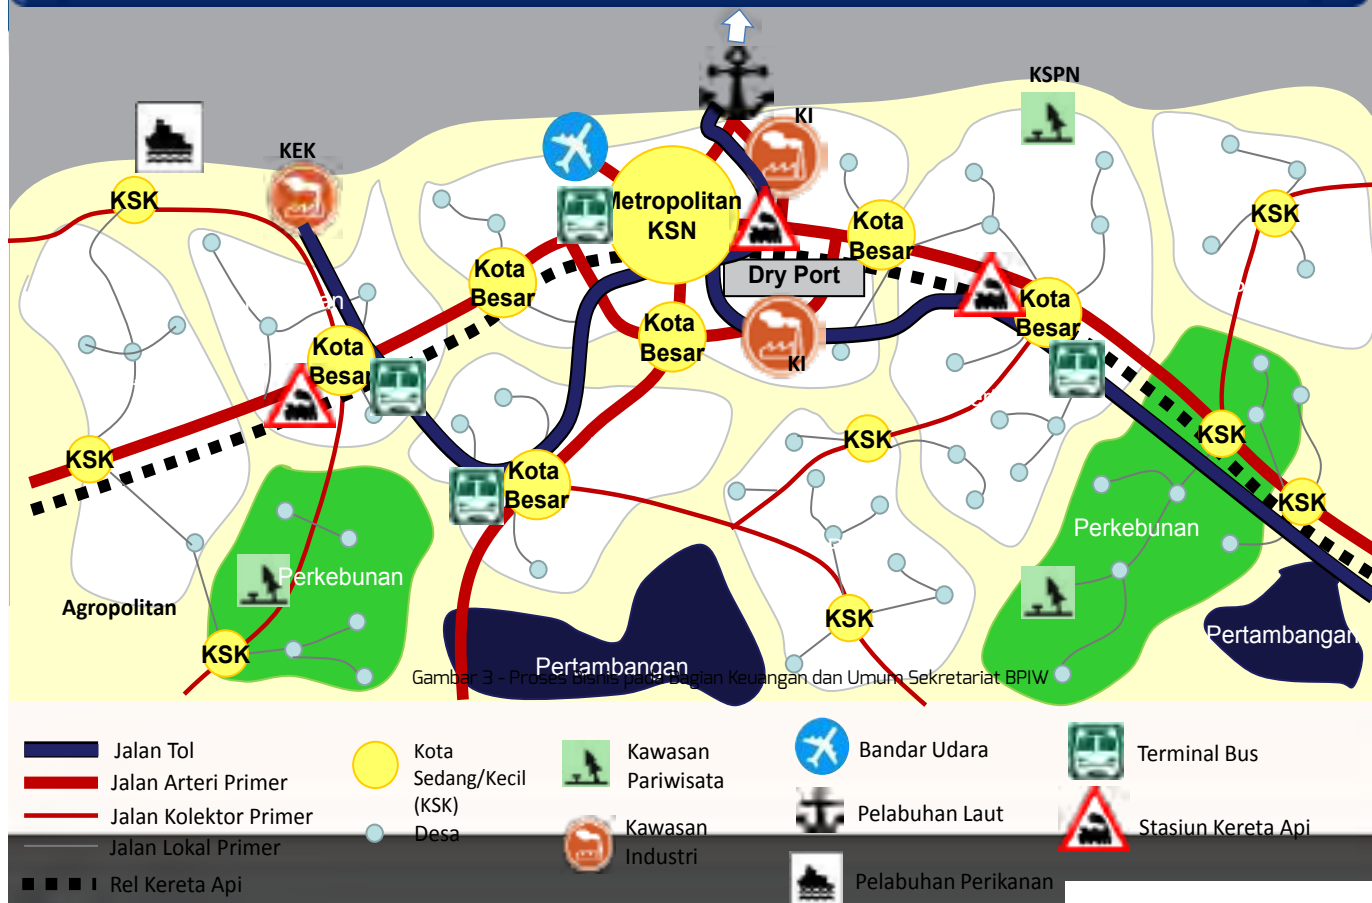 KSPN
KI
KEK
KSK
Metropolitan
KSN
KSK
Kota
Besar
Kota
Besar
Dry Port
Kota
Besar
Kota
Besar
Kota
Besar
KI
KSK
KSK
KSK
Kota
Besar
KSK
Perkebunan
Perkebunan
Agropolitan
KSK
KSK
Pertambangan
Pertambangan
Gambar 3 - Proses Bisnis pada Bagian Keuangan dan Umum Sekretariat BPIW
Jalan Tol
Jalan Arteri Primer
Jalan Kolektor Primer
Jalan Lokal Primer
Rel Kereta Api
Kota
Sedang/Kecil
(KSK)
Desa
Kawasan
Pariwisata
Kawasan
Industri
Bandar Udara
Pelabuhan Laut
Pelabuhan Perikanan
Terminal Bus
Stasiun Kereta Api